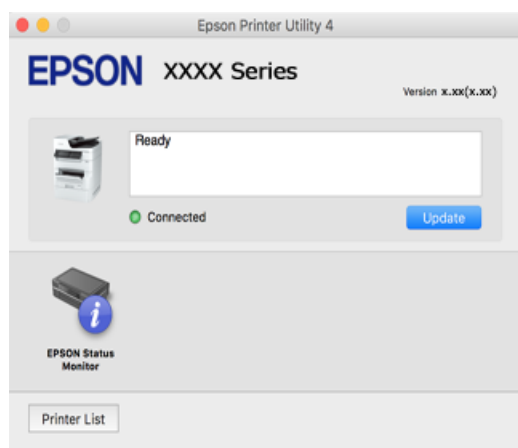 Epson Printer Utility 4
EPSON XXXX Series
Version x.xx(x.xx)
Ready
Connected
Update
i
EPSON Status
Monitor
Printer List